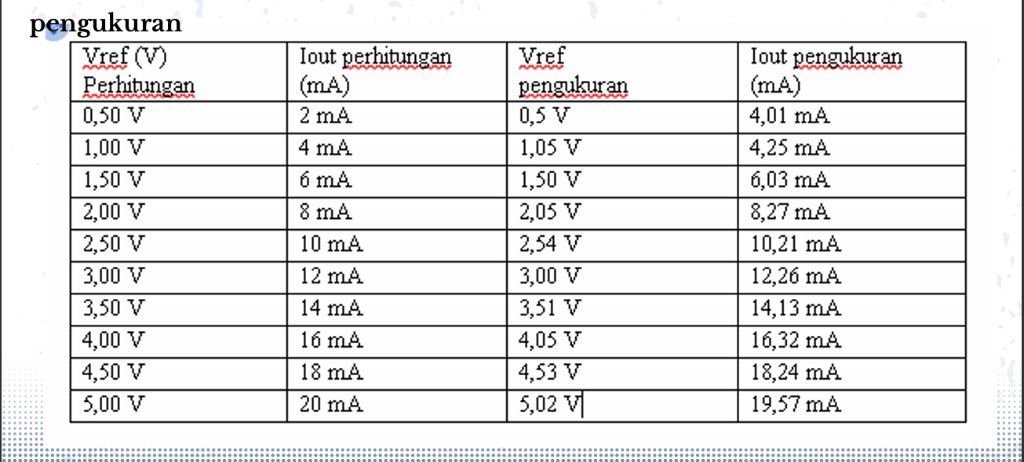 pengukuran
Vref (V) Perhitungan | Iout perhitungan (mA) | Vref pengukuran | Iout pengukuran (mA)
0,50 V | 2 mA | 0,5 V | 4,01 mA
1,00 V | 4 mA | 1,05 V | 4,25 mA
1,50 V | 6 mA | 1,50 V | 6,03 mA
2,00 V | 8 mA | 2,05 V | 8,27 mA
2,50 V | 10 mA | 2,54 V | 10,21 mA
3,00 V | 12 mA | 3,00 V | 12,26 mA
3,50 V | 14 mA | 3,51 V | 14,13 mA
4,00 V | 16 mA | 4,05 V | 16,32 mA
4,50 V | 18 mA | 4,53 V | 18,24 mA
5,00 V | 20 mA | 5,02 V | 19,57 mA